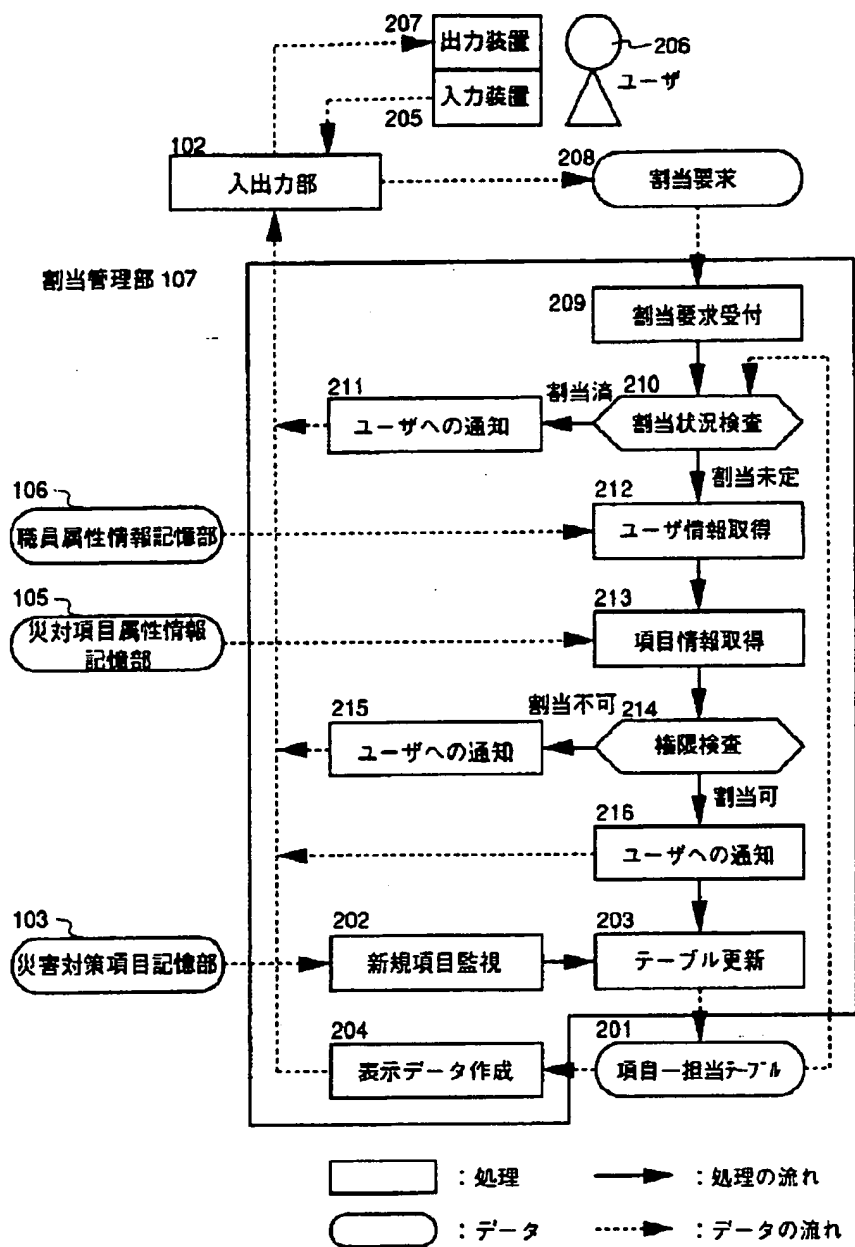 207
出力装置
206
ユーザ
入力装置
205
102
入出力部
208
割当要求
割当管理部 107
209
割当要求受付
211
割当済
210
ユーザへの通知
割当状況検査
割当未定
106
212
職員属性情報記憶部
ユーザ情報取得
105
213
災対項目属性情報
記憶部
項目情報取得
215
割当不可
214
ユーザへの通知
権限検査
割当可
216
ユーザへの通知
103
202
203
災害対策項目記憶部
新規項目監視
テーブル更新
204
201
表示データ作成
項目ー担当テーブル
:処理
:処理の流れ
:データ
:データの流れ